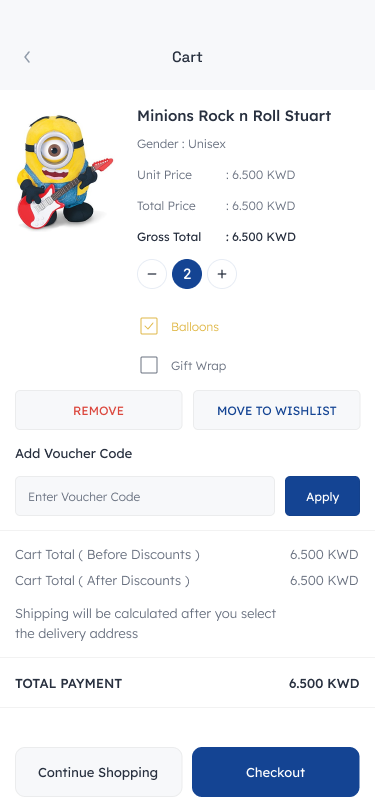 Cart
Minions Rock n Roll Stuart
Gender : Unisex
Unit Price : 6.500 KWD
Total Price : 6.500 KWD
Gross Total : 6.500 KWD
2
Balloons
Gift Wrap
REMOVE MOVE TO WISHLIST
Add Voucher Code
Enter Voucher Code Apply
Cart Total ( Before Discounts ) 6.500 KWD
Cart Total ( After Discounts ) 6.500 KWD
Shipping will be calculated after you select
the delivery address
TOTAL PAYMENT 6.500 KWD
Continue Shopping Checkout